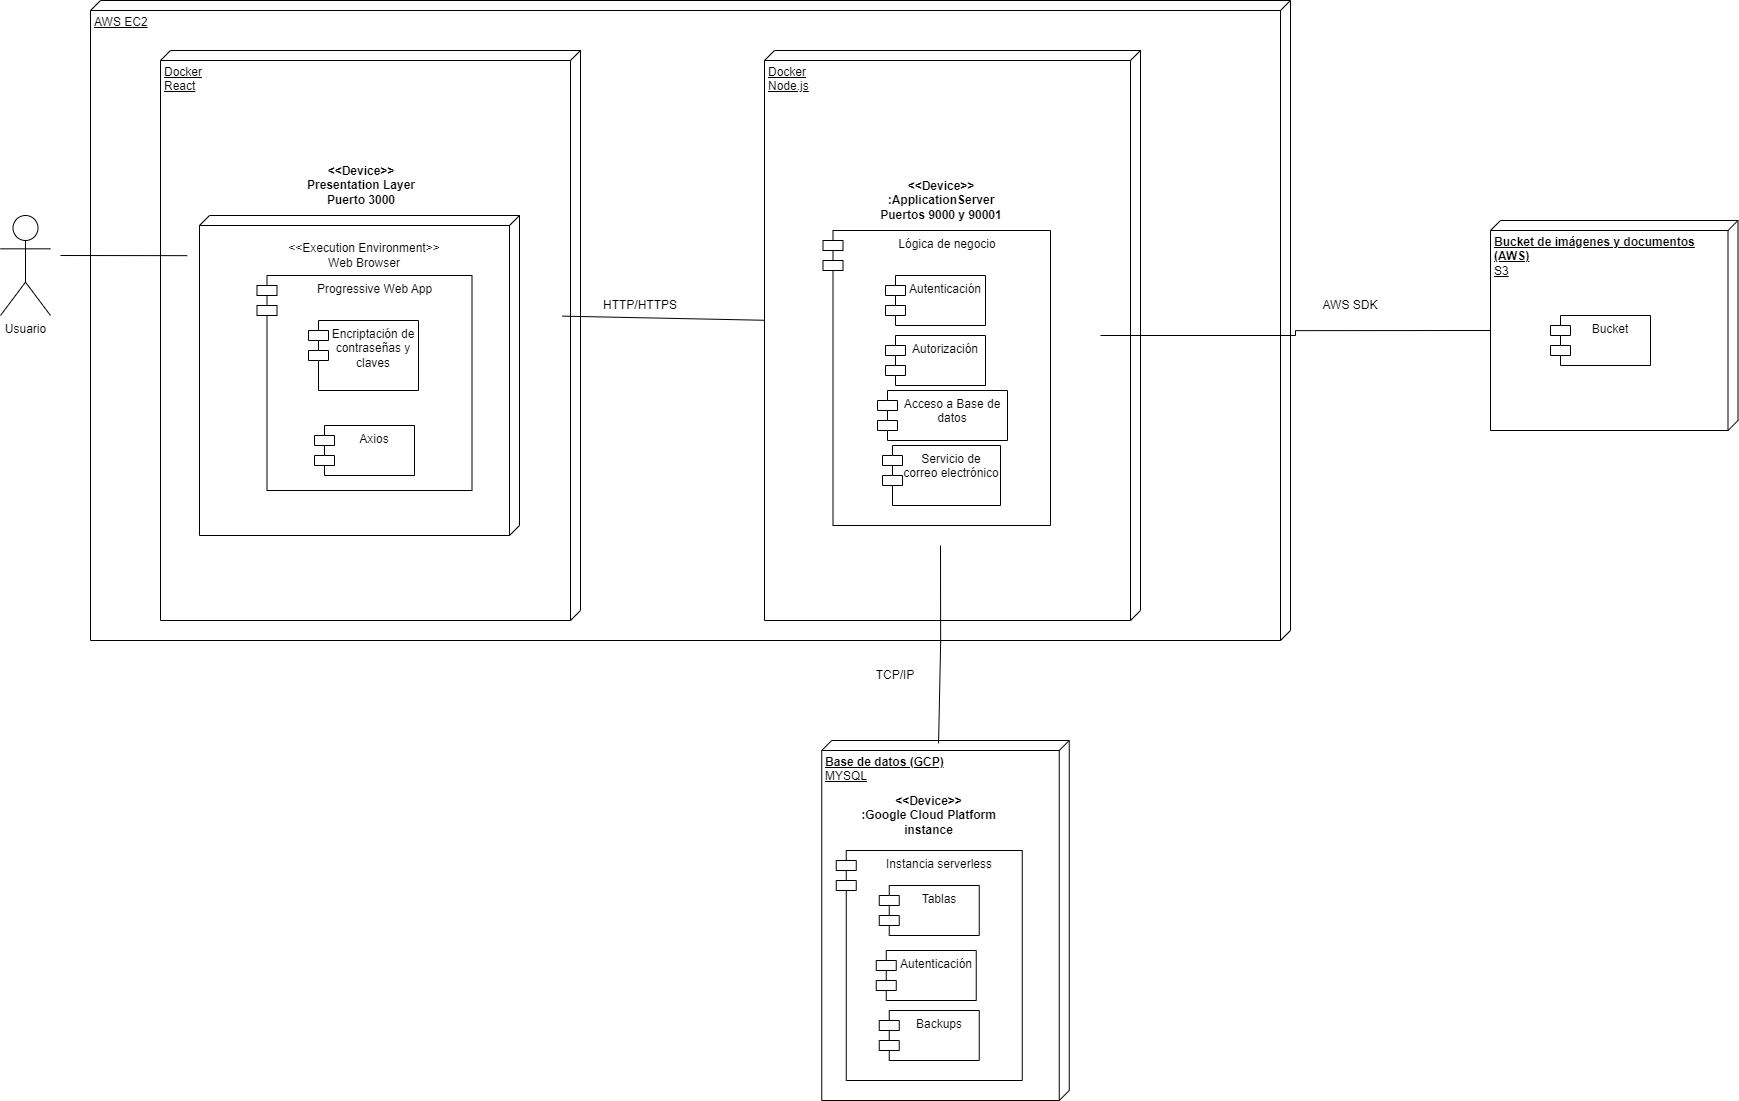 AWS EC2
Docker
React
<<Device>>
Presentation Layer
Puerto 3000
<<Execution Environment>>
Web Browser
Progressive Web App
Encriptación de
contraseñas y
claves
Axios
Usuario
HTTP/HTTPS
Docker
Node.js
<<Device>>
:ApplicationServer
Puertos 9000 y 90001
Lógica de negocio
Autenticación
Autorización
Acceso a Base de
datos
Servicio de
correo electrónico
AWS SDK
Bucket de imágenes y documentos
(AWS)
S3
Bucket
TCP/IP
Base de datos (GCP)
MYSQL
<<Device>>
:Google Cloud Platform
instance
Instancia serverless
Tablas
Autenticación
Backups